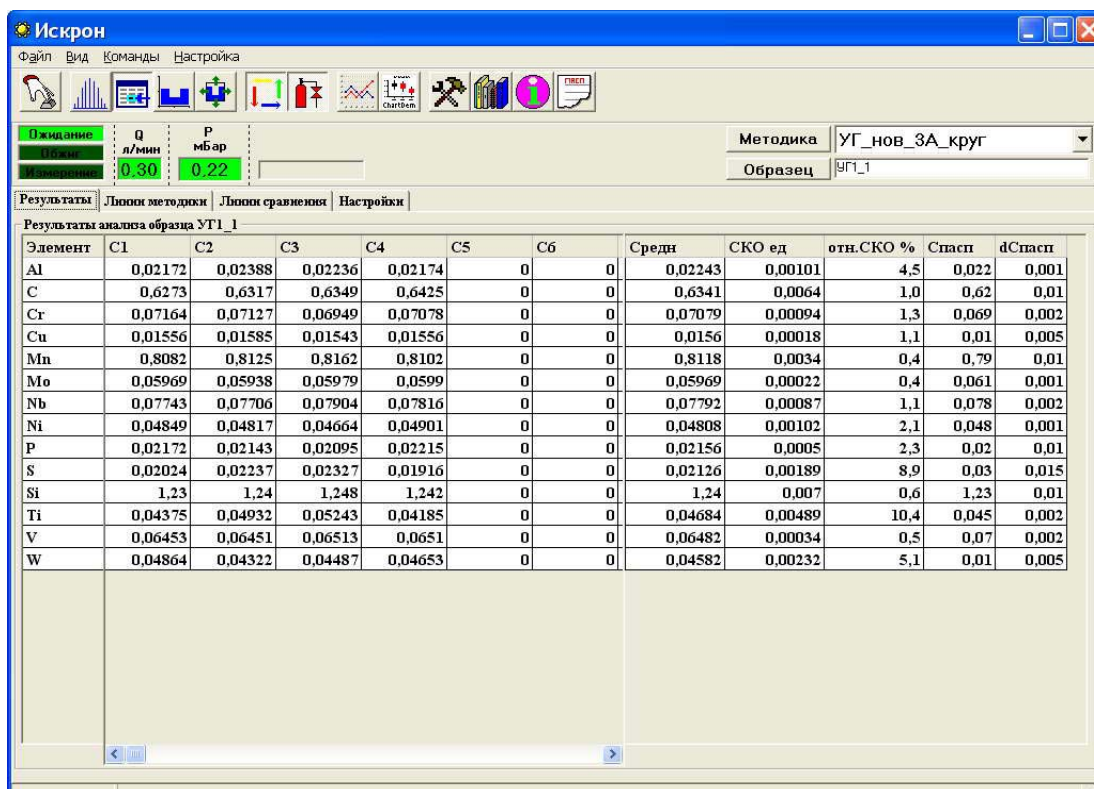 Искрон
Файл Вид Команды Настройка
ChartDem
ПАСП
Ожидание
Обжиг
Измерение
Q
л/мин
0.30
P
мБар
0.22
Методика УГ_нов_3А_круг
Образец УГ1_1
Результаты Линии методики Линии сравнения Настройки
Результаты анализа образца УГ1_1
Элемент C1 C2 C3 C4 C5 C6 Средн СКО ед отн.СКО % Спасп dСпасп
Al 0,02172 0,02388 0,02236 0,02174 0 0 0,02243 0,00101 4,5 0,022 0,001
C 0,6273 0,6317 0,6349 0,6425 0 0 0,6341 0,0064 1,0 0,62 0,01
Cr 0,07164 0,07127 0,06949 0,07078 0 0 0,07079 0,00094 1,3 0,069 0,002
Cu 0,01556 0,01585 0,01543 0,01556 0 0 0,0156 0,00018 1,1 0,01 0,005
Mn 0,8082 0,8125 0,8162 0,8102 0 0 0,8118 0,0034 0,4 0,79 0,01
Mo 0,05969 0,05938 0,05979 0,0599 0 0 0,05969 0,00022 0,4 0,061 0,001
Nb 0,07743 0,07706 0,07904 0,07816 0 0 0,07792 0,00087 1,1 0,078 0,002
Ni 0,04849 0,04817 0,04664 0,04901 0 0 0,04808 0,00102 2,1 0,048 0,001
P 0,02172 0,02143 0,02095 0,02215 0 0 0,02156 0,0005 2,3 0,02 0,01
S 0,02024 0,02237 0,02327 0,01916 0 0 0,02126 0,00189 8,9 0,03 0,015
Si 1,23 1,24 1,248 1,242 0 0 1,24 0,007 0,6 1,23 0,01
Ti 0,04375 0,04932 0,05243 0,04185 0 0 0,04684 0,00489 10,4 0,045 0,002
V 0,06453 0,06451 0,06513 0,0651 0 0 0,06482 0,00034 0,5 0,07 0,002
W 0,04864 0,04322 0,04487 0,04653 0 0 0,04582 0,00232 5,1 0,01 0,005